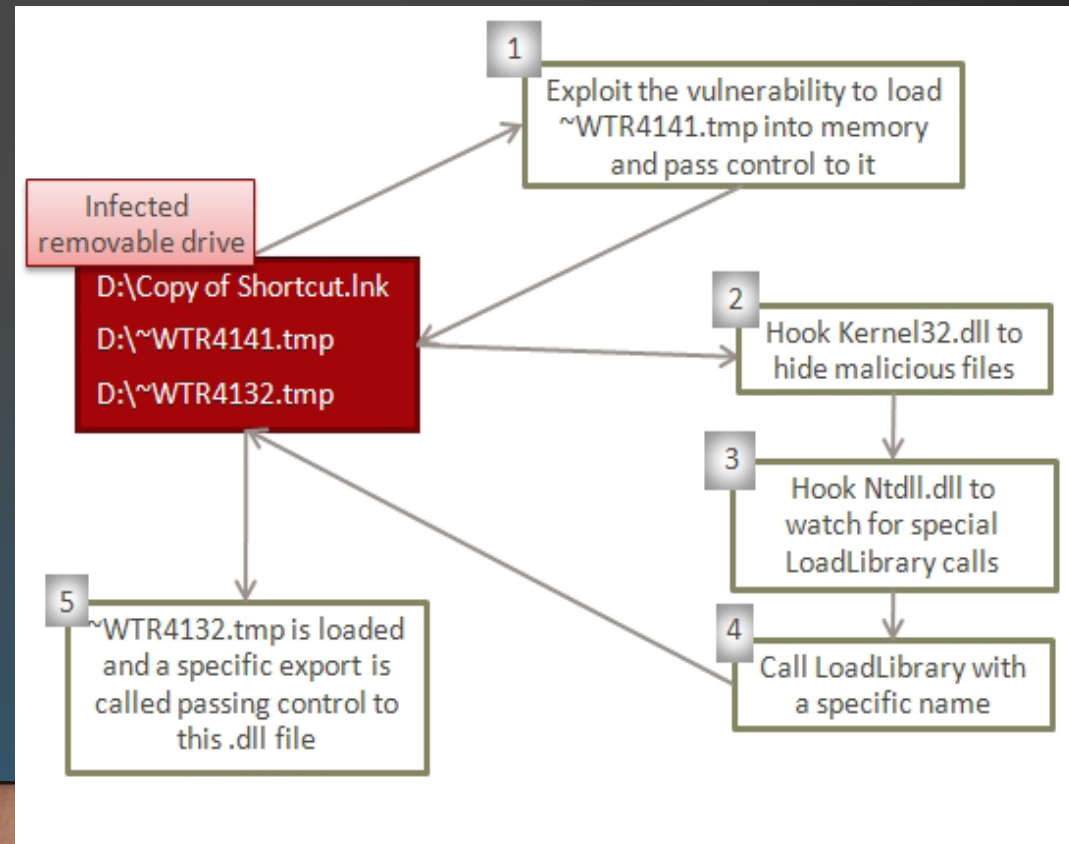 1
Exploit the vulnerability to load
~WTR4141.tmp into memory
and pass control to it
Infected
removable drive
D:\Copy of Shortcut.lnk
D:\~WTR4141.tmp
D:\~WTR4132.tmp
2
Hook Kernel32.dll to
hide malicious files
3
Hook Ntdll.dll to
watch for special
LoadLibrary calls
4
Call LoadLibrary with
a specific name
5
~WTR4132.tmp is loaded
and a specific export is
called passing control to
this .dll file